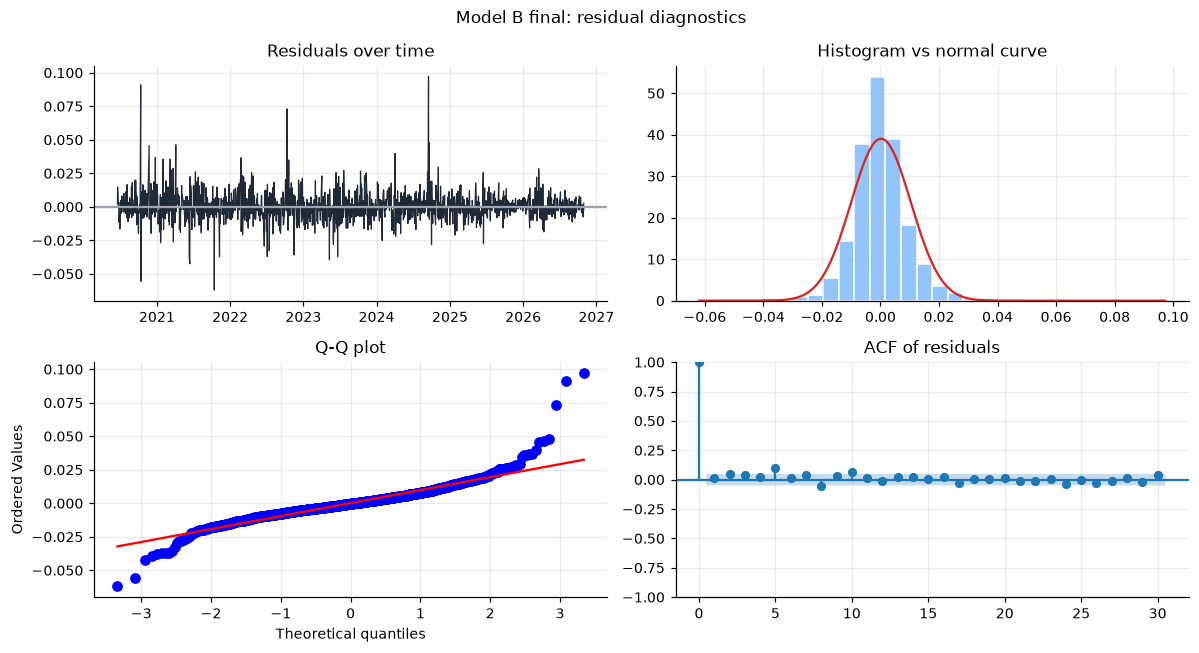 Model B final: residual diagnostics
Residuals over time
0.100
0.075
0.050
0.025
0.000
−0.025
−0.050
2021 2022 2023 2024 2025 2026 2027
Histogram vs normal curve
50
40
30
20
10
0
−0.06 −0.04 −0.02 0.00 0.02 0.04 0.06 0.08 0.10
Q-Q plot
Ordered Values
0.100
0.075
0.050
0.025
0.000
−0.025
−0.050
−3 −2 −1 0 1 2 3
Theoretical quantiles
ACF of residuals
1.00
0.75
0.50
0.25
0.00
−0.25
−0.50
−0.75
−1.00
0 5 10 15 20 25 30